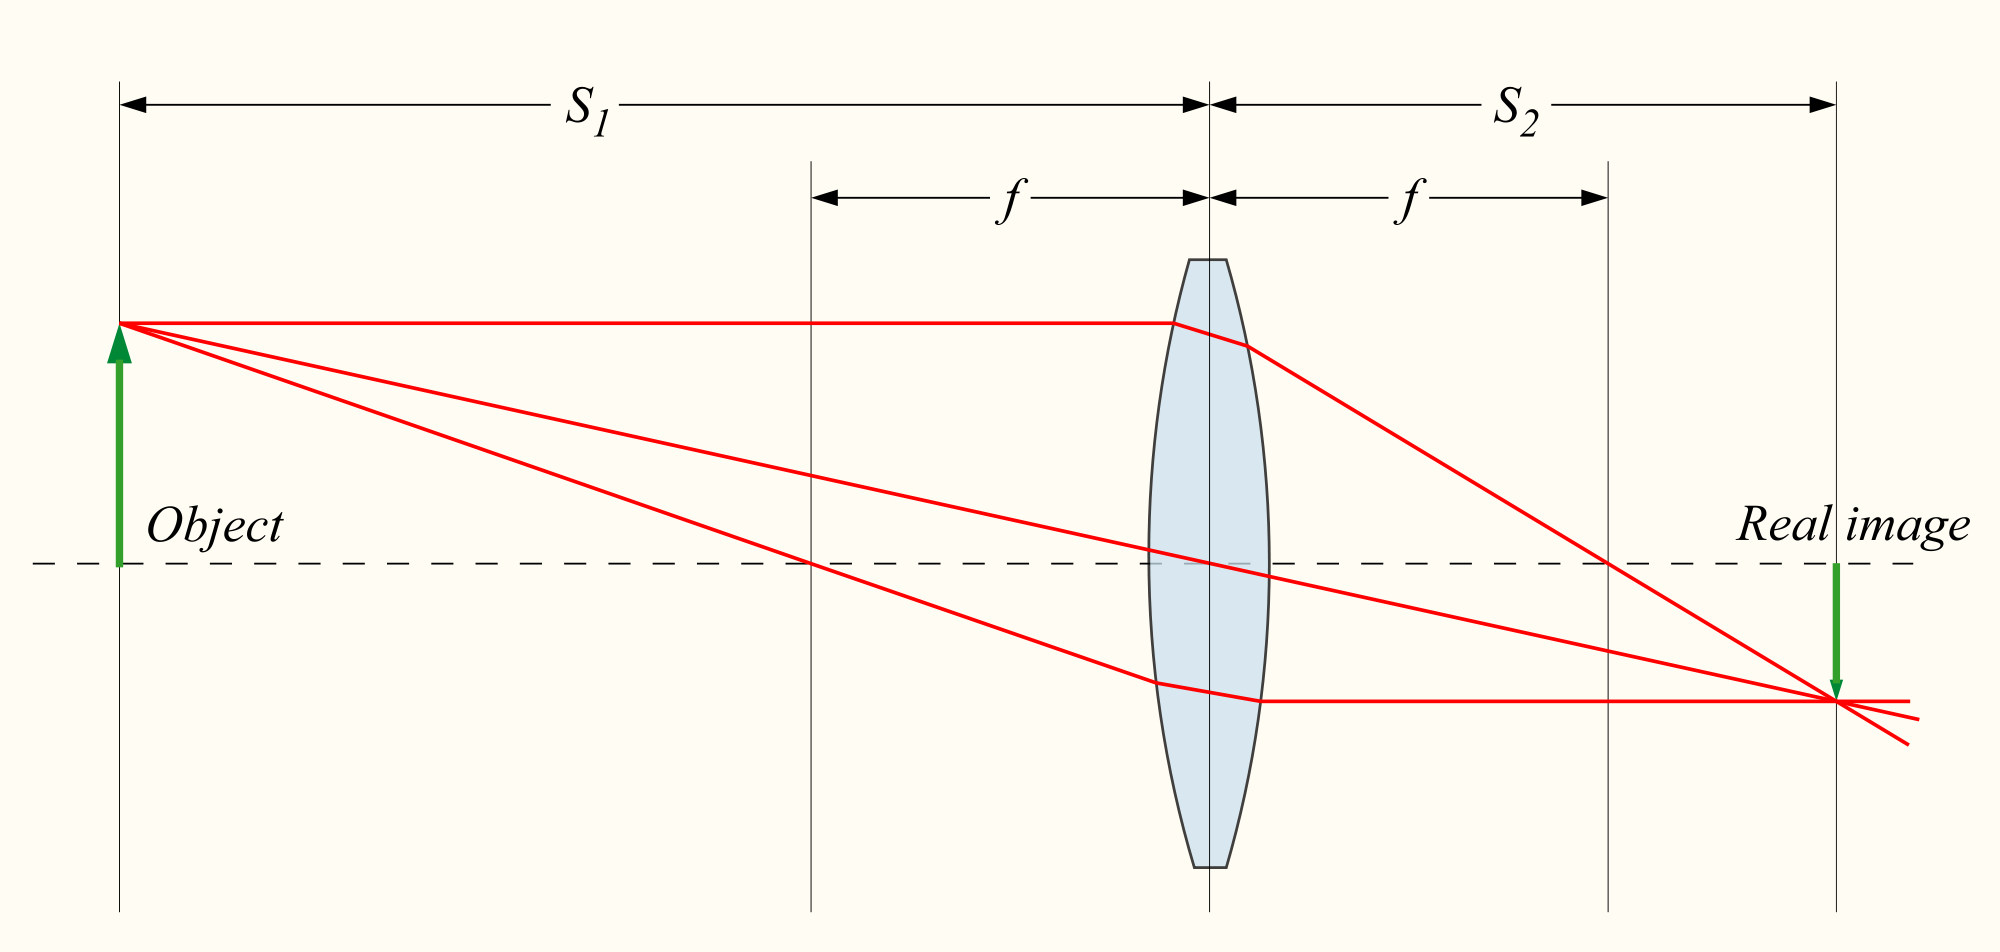 S₁
S₂
f
f
Object
Real image